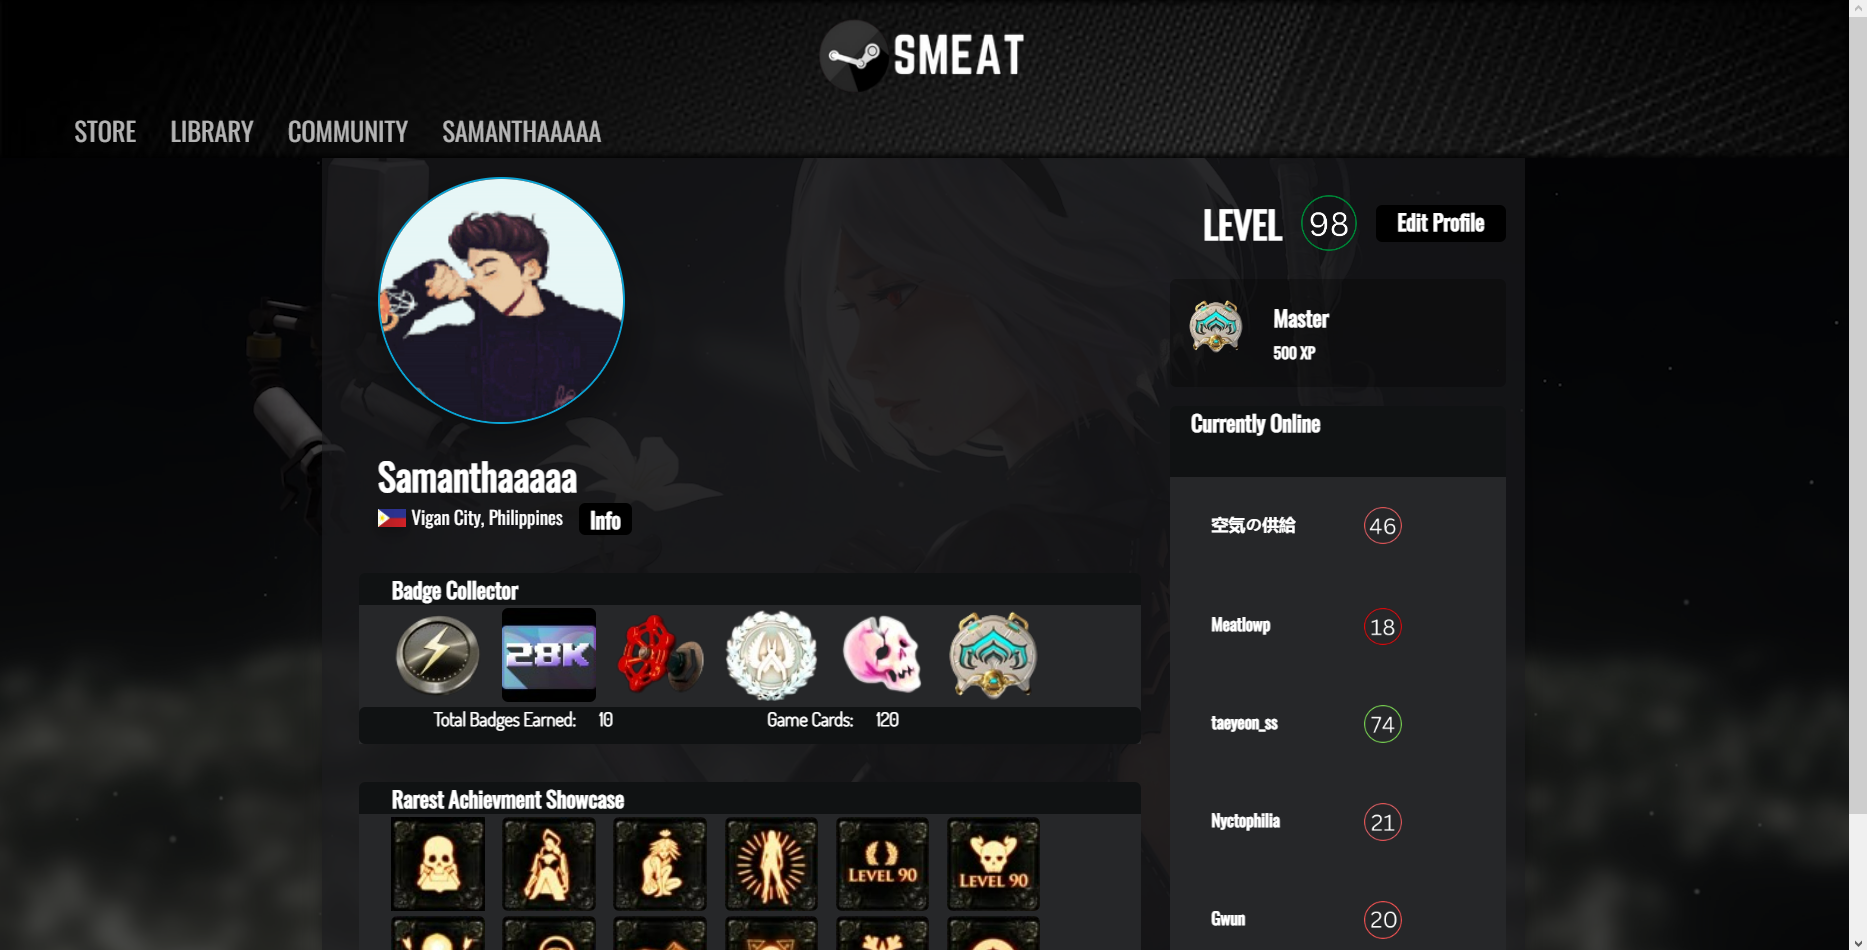 SMEAT
STORE LIBRARY COMMUNITY SAMANTHAAAAA
LEVEL 98 Edit Profile
Master
500 XP
Currently Online
空気の供給 46
Meatlowp 18
taeyeon_ss 74
Nyctophilia 21
Gwun 20
Samanthaaaaa
Vigan City, Philippines Info
Badge Collector
28K
Total Badges Earned: 10 Game Cards: 120
Rarest Achievment Showcase
LEVEL 90 LEVEL 90